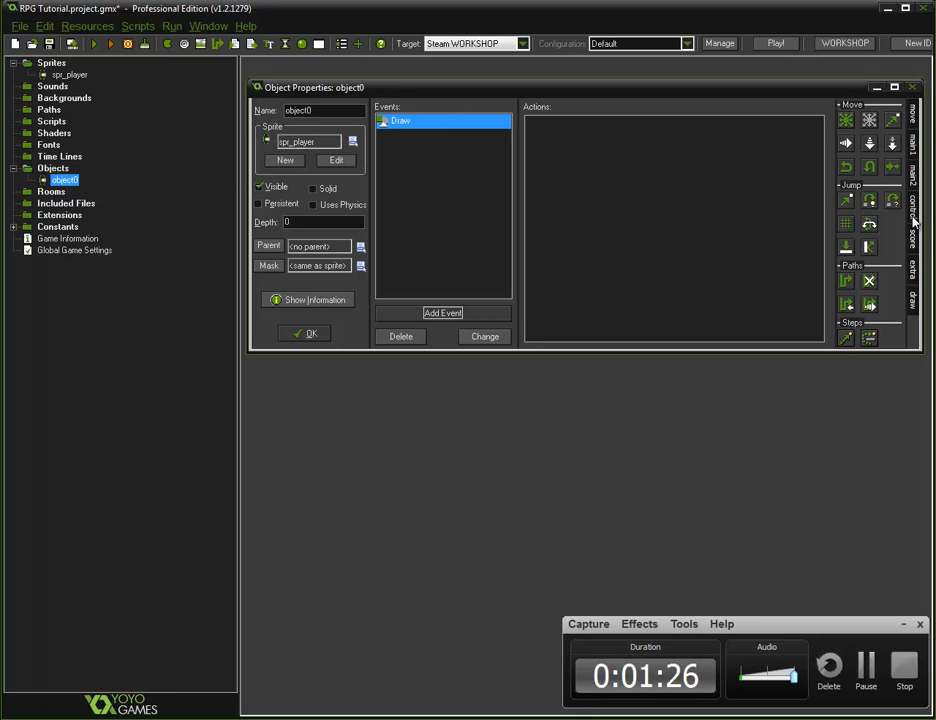 RPG Tutorial.project.gmx* - Professional Edition (v1.2.1279)
File Edit Resources Scripts Run Window Help
Target: Steam WORKSHOP Configuration: Default Manage Play! WORKSHOP New ID
Sprites
spr_player
Sounds
Backgrounds
Paths
Scripts
Shaders
Fonts
Time Lines
Objects
object0
Rooms
Included Files
Extensions
Constants
Game Information
Global Game Settings
YOYO
GAMES
Object Properties: object0
Name: object0
Sprite
spr_player
New Edit
Visible Solid
Persistent Uses Physics
Depth: 0
Parent <no parent>
Mask <same as sprite>
Show Information
OK
Events:
Draw
Add Event
Delete Change
Actions:
Move
Jump
Paths
Steps
move
main1
main2
control
score
extra
draw
Capture Effects Tools Help
Duration
0:01:26
Audio
Delete Pause Stop